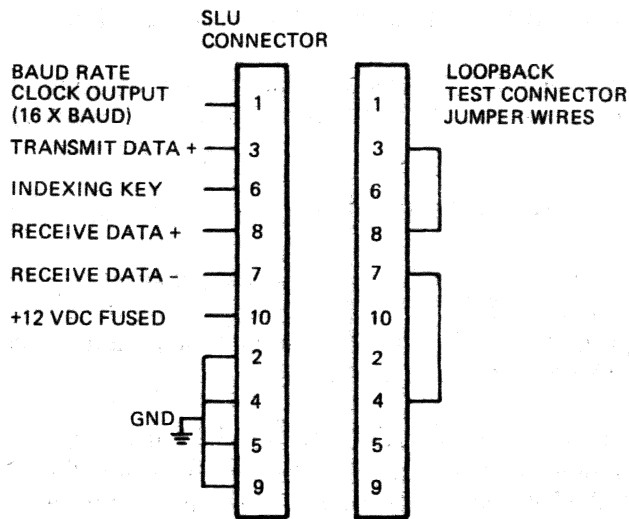 SLU
CONNECTOR
BAUD RATE
CLOCK OUTPUT
(16 X BAUD)
TRANSMIT DATA +
INDEXING KEY
RECEIVE DATA +
RECEIVE DATA -
+12 VDC FUSED
GND
1
3
6
8
7
10
2
4
5
9
1
3
6
8
7
10
2
4
5
9
LOOPBACK
TEST CONNECTOR
JUMPER WIRES